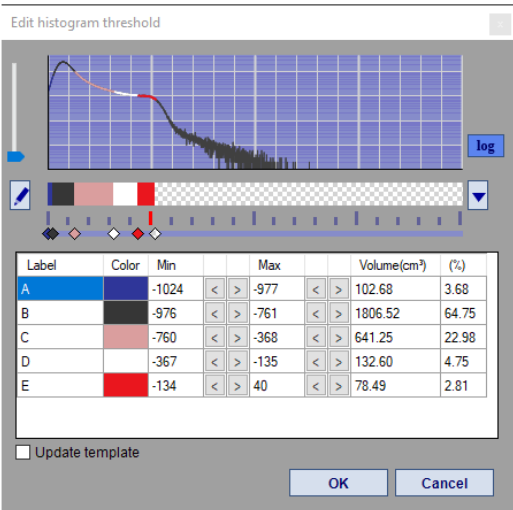 Edit histogram threshold
x
log
Label Color Min Max Volume(cm³) (%)
A -1024 < > -977 < > 102.68 3.68
B -976 < > -761 < > 1806.52 64.75
C -760 < > -368 < > 641.25 22.98
D -367 < > -135 < > 132.60 4.75
E -134 < > 40 < > 78.49 2.81
Update template
OK Cancel